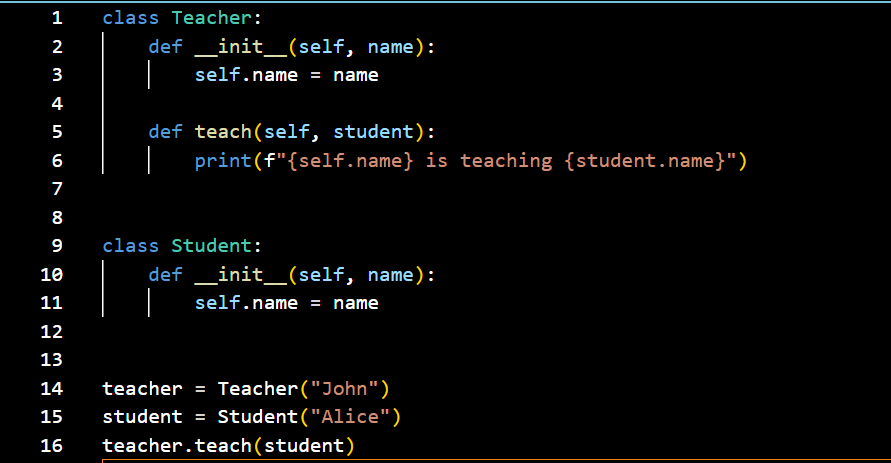 1 class Teacher:
2     def __init__(self, name):
3         self.name = name
4
5     def teach(self, student):
6         print(f"{self.name} is teaching {student.name}")
7
8
9 class Student:
10     def __init__(self, name):
11         self.name = name
12
13
14 teacher = Teacher("John")
15 student = Student("Alice")
16 teacher.teach(student)